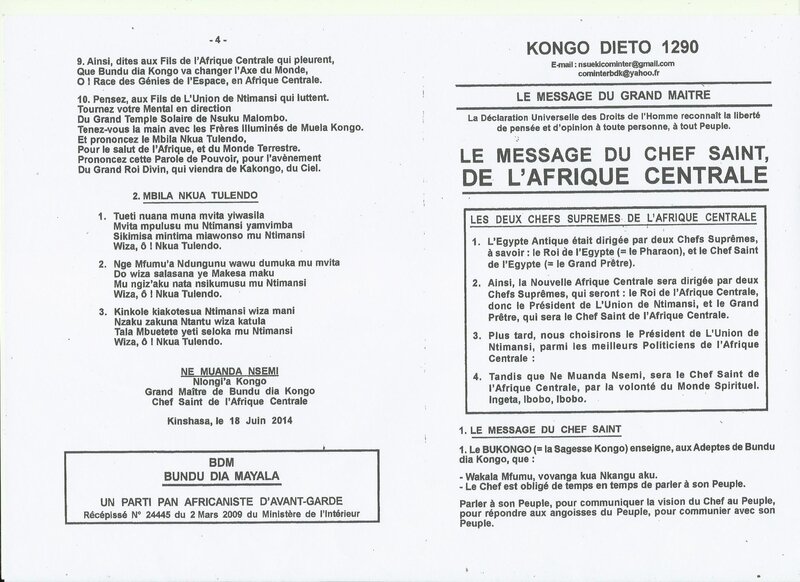 - 4 -
9. Ainsi, dites aux Fils de l'Afrique Centrale qui pleurent,
Que Bundu dia Kongo va changer l'Axe du Monde,
O ! Race des Génies de l'Espace, en Afrique Centrale.
10. Pensez, aux Fils de L'Union de Ntimansi qui luttent.
Tournez votre Mental en direction
Du Grand Temple Solaire de Nsuku Malombo.
Tenez-vous la main avec les Frères Illuminés de Muela Kongo.
Et prononcez le Mbila Nkua Tulendo,
Pour le salut de l'Afrique, et du Monde Terrestre.
Prononcez cette Parole de Pouvoir, pour l'avènement
Du Grand Roi Divin, qui viendra de Kakongo, du Ciel.
2. MBILA NKUA TULENDO
1. Tueti nuana muna mvita yiwasila
Mvita mpulusu mu Ntimansi yamvimba
Sikimisa mintima miawonso mu Ntimansi
Wiza, ô ! Nkua Tulendo.
2. Nge Mfumu'a Ndungunu wawu dumuka mu mvita
Do wiza salasana ye Makesa maku
Mu ngiz'aku nata nsikumusu mu Ntimansi
Wiza, ô ! Nkua Tulendo.
3. Kinkole kiakotesua Ntimansi wiza mani
Nzaku zakuna Ntantu wiza katula
Tala Mbuetete yeti seloka mu Ntimansi
Wiza, ô ! Nkua Tulendo.
NE MUANDA NSEMI
Nlongi'a Kongo
Grand Maître de Bundu dia Kongo
Chef Saint de l'Afrique Centrale
Kinshasa, le 18 Juin 2014
BDM
BUNDU DIA MAYALA
UN PARTI PAN AFRICANISTE D'AVANT-GARDE
Récépissé N° 24445 du 2 Mars 2009 du Ministère de l'Intérieur
KONGO DIETO 1290
E-mail : nsuekicominter@gmail.com
cominterbdk@yahoo.fr
LE MESSAGE DU GRAND MAITRE
La Déclaration Universelle des Droits de l'Homme reconnaît la liberté
de pensée et d'opinion à toute personne, à tout Peuple.
LE MESSAGE DU CHEF SAINT,
DE L'AFRIQUE CENTRALE
LES DEUX CHEFS SUPREMES DE L'AFRIQUE CENTRALE
1. L'Egypte Antique était dirigée par deux Chefs Suprêmes,
à savoir : le Roi de l'Egypte (= le Pharaon), et le Chef Saint
de l'Egypte (= le Grand Prêtre).
2. Ainsi, la Nouvelle Afrique Centrale sera dirigée par deux
Chefs Suprêmes, qui seront : le Roi de l'Afrique Centrale,
donc le Président de L'Union de Ntimansi, et le Grand
Prêtre, qui sera le Chef Saint de l'Afrique Centrale.
3. Plus tard, nous choisirons le Président de L'Union de
Ntimansi, parmi les meilleurs Politiciens de l'Afrique
Centrale :
4. Tandis que Ne Muanda Nsemi, sera le Chef Saint de
l'Afrique Centrale, par la volonté du Monde Spirituel.
Ingeta, Ibobo, Ibobo.
1. LE MESSAGE DU CHEF SAINT
1. Le BUKONGO (= la Sagesse Kongo) enseigne, aux Adeptes de Bundu
dia Kongo, que :
- Wakala Mfumu, vovanga kua Nkangu aku.
- Le Chef est obligé de temps en temps de parler à son Peuple.
Parler à son Peuple, pour communiquer la vision du Chef au Peuple,
pour répondre aux angoisses du Peuple, pour communier avec son
Peuple.